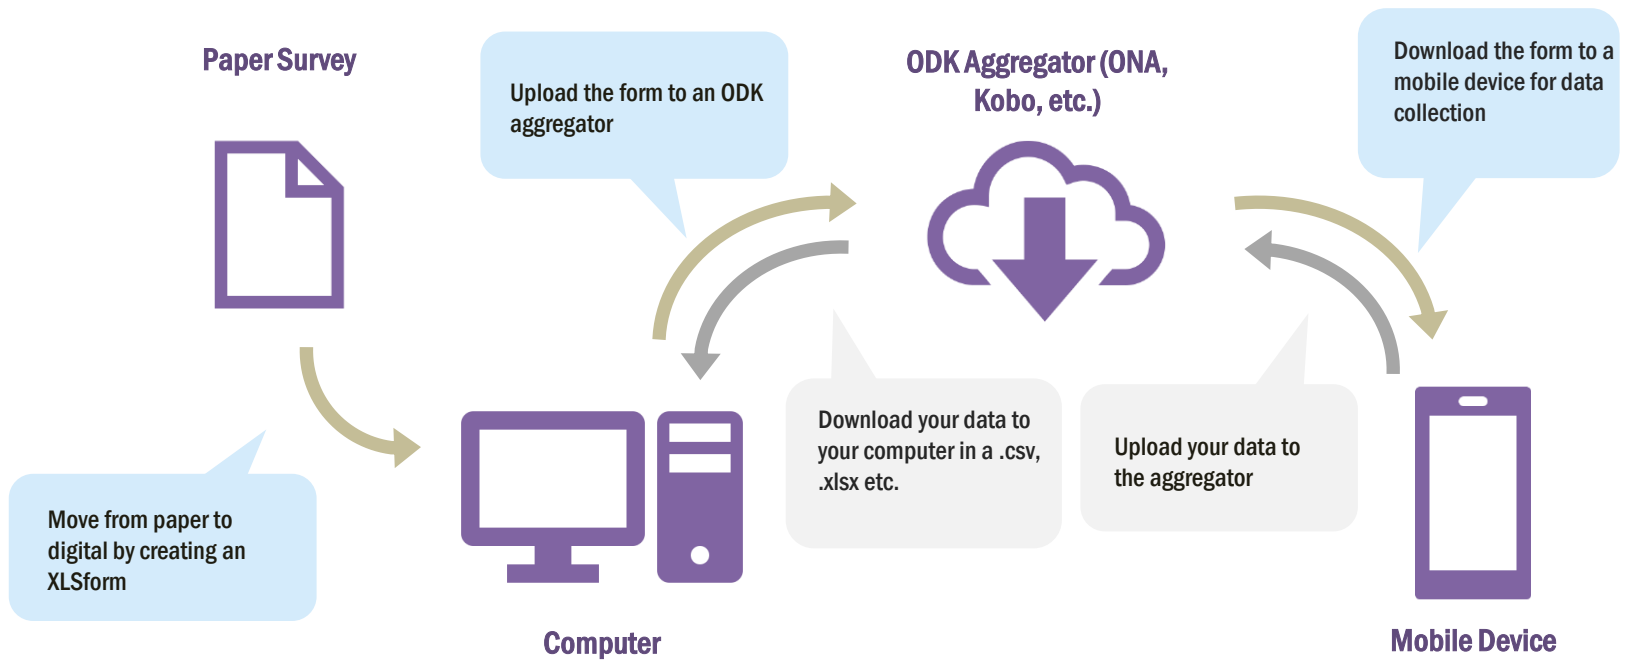 Paper Survey
Upload the form to an ODK
aggregator
ODK Aggregator (ONA,
Kobo, etc.)
Download the form to a
mobile device for data
collection
Move from paper to
digital by creating an
XLSform
Download your data to
your computer in a .csv,
.xlsx etc.
Upload your data to
the aggregator
Computer
Mobile Device